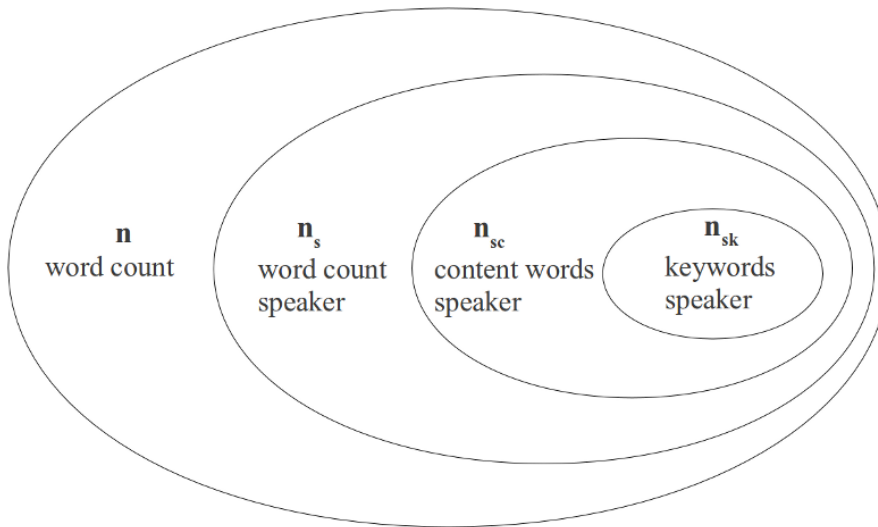 n
word count
n_s
word count
speaker
n_sc
content words
speaker
n_sk
keywords
speaker